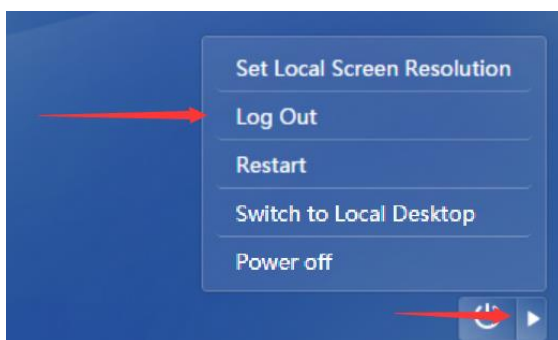 Set Local Screen Resolution
Log Out
Restart
Switch to Local Desktop
Power off